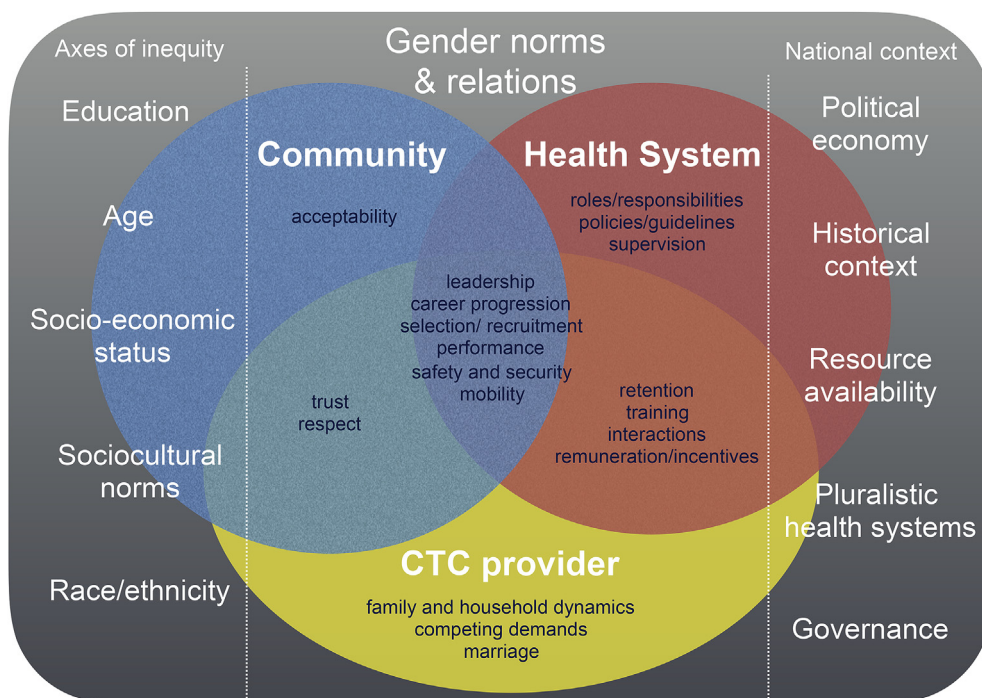 Axes of inequity
Education
Age
Socio-economic
status
Sociocultural
norms
Race/ethnicity
Gender norms
& relations
Community
acceptability
Health System
roles/responsibilities
policies/guidelines
supervision
leadership
career progression
selection/ recruitment
performance
safety and security
mobility
trust
respect
retention
training
interactions
remuneration/incentives
CTC provider
family and household dynamics
competing demands
marriage
National context
Political
economy
Historical
context
Resource
availability
Pluralistic
health systems
Governance